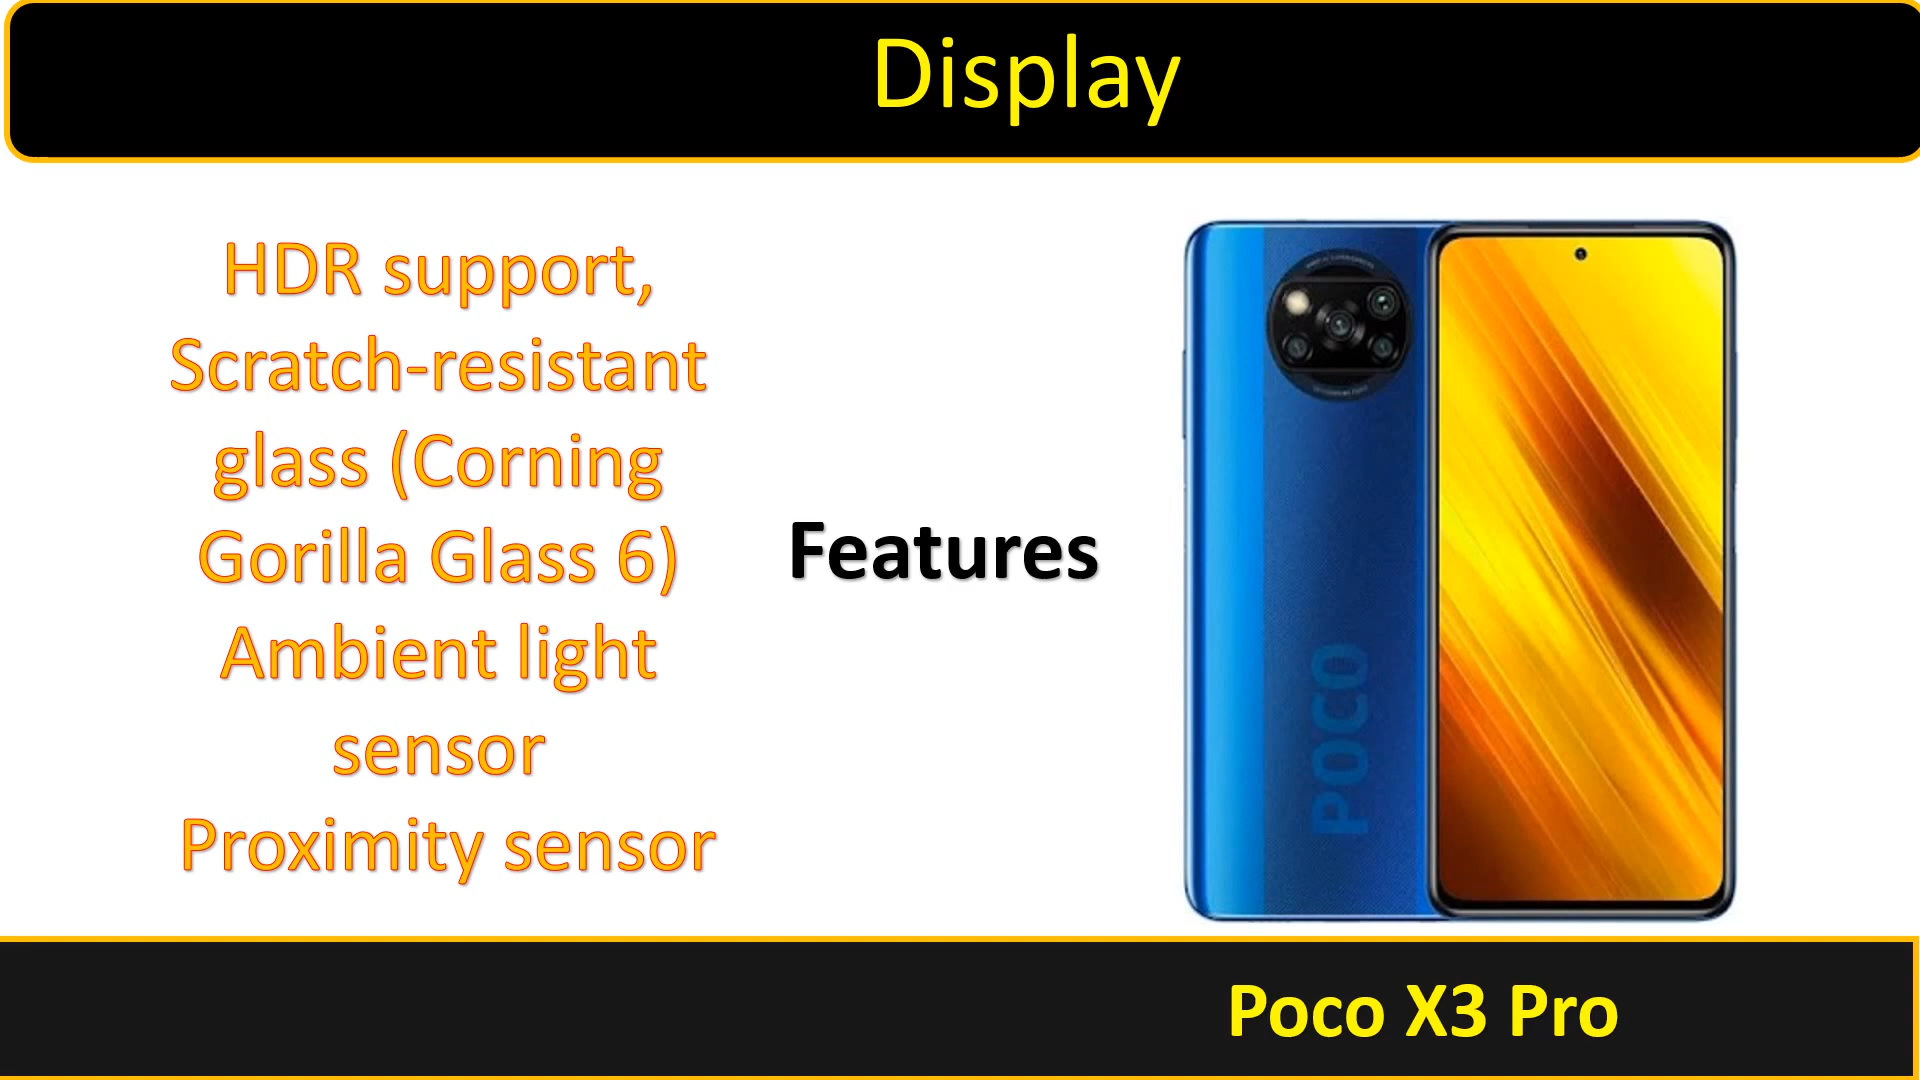 Display
HDR support,
Scratch-resistant
glass (Corning
Gorilla Glass 6)
Ambient light
sensor
Proximity sensor
Features
POCO
Poco X3 Pro